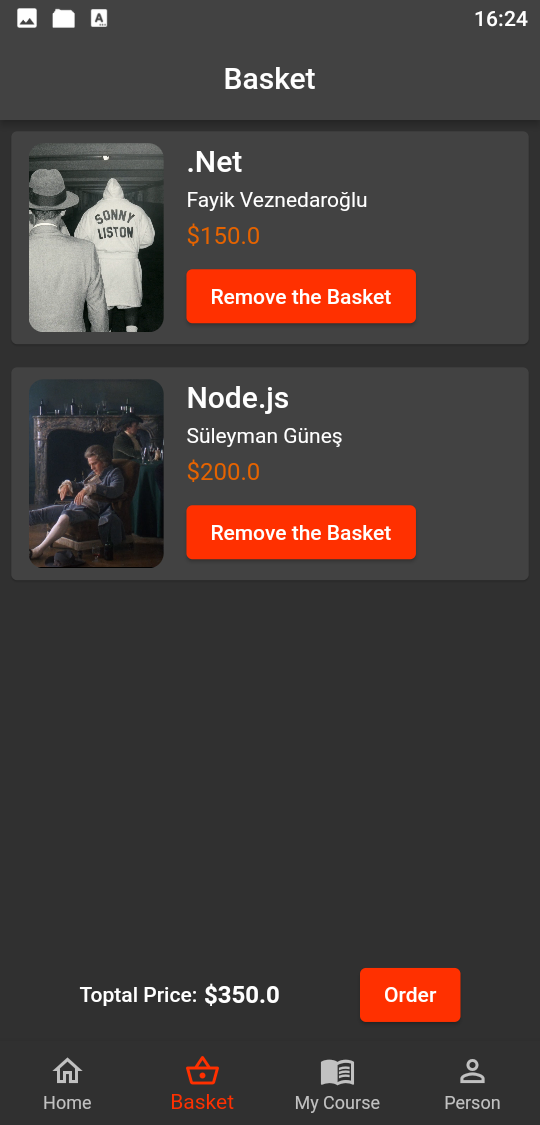 16:24
Basket
SONNY
LISTON
.Net
Fayik Veznedaroğlu
$150.0
Remove the Basket
Node.js
Süleyman Güneş
$200.0
Remove the Basket
Toptal Price: $350.0
Order
Home
Basket
My Course
Person